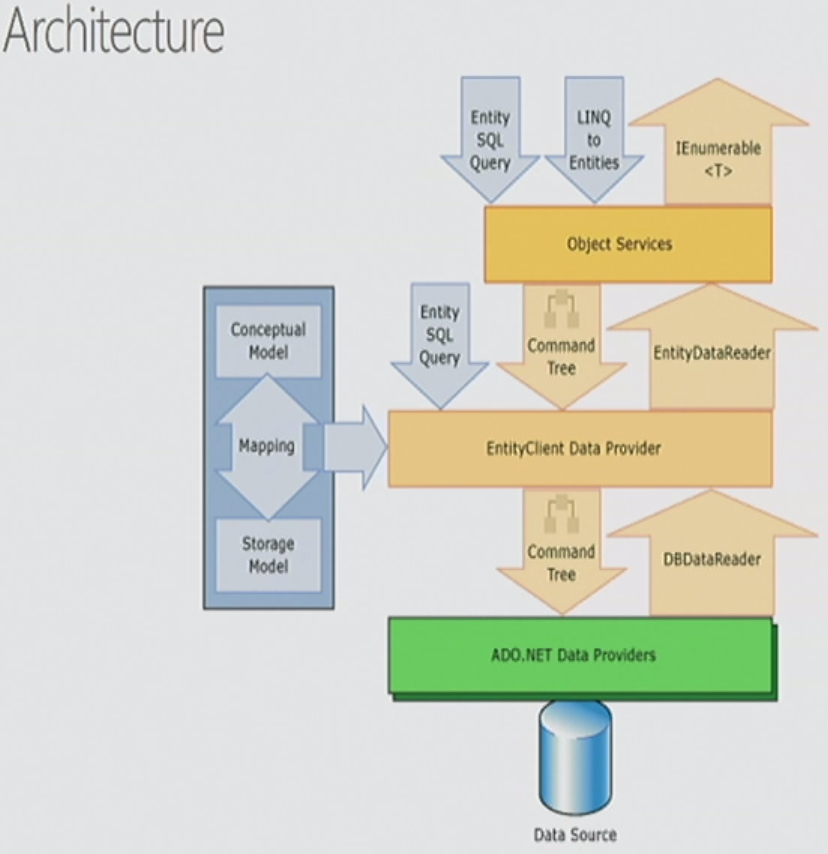 Architecture
Entity
SQL
Query
LINQ
to
Entities
IEnumerable
<T>
Object Services
Entity
SQL
Query
Command
Tree
EntityDataReader
Conceptual
Model
Mapping
Storage
Model
EntityClient Data Provider
Command
Tree
DBDataReader
ADO.NET Data Providers
Data Source